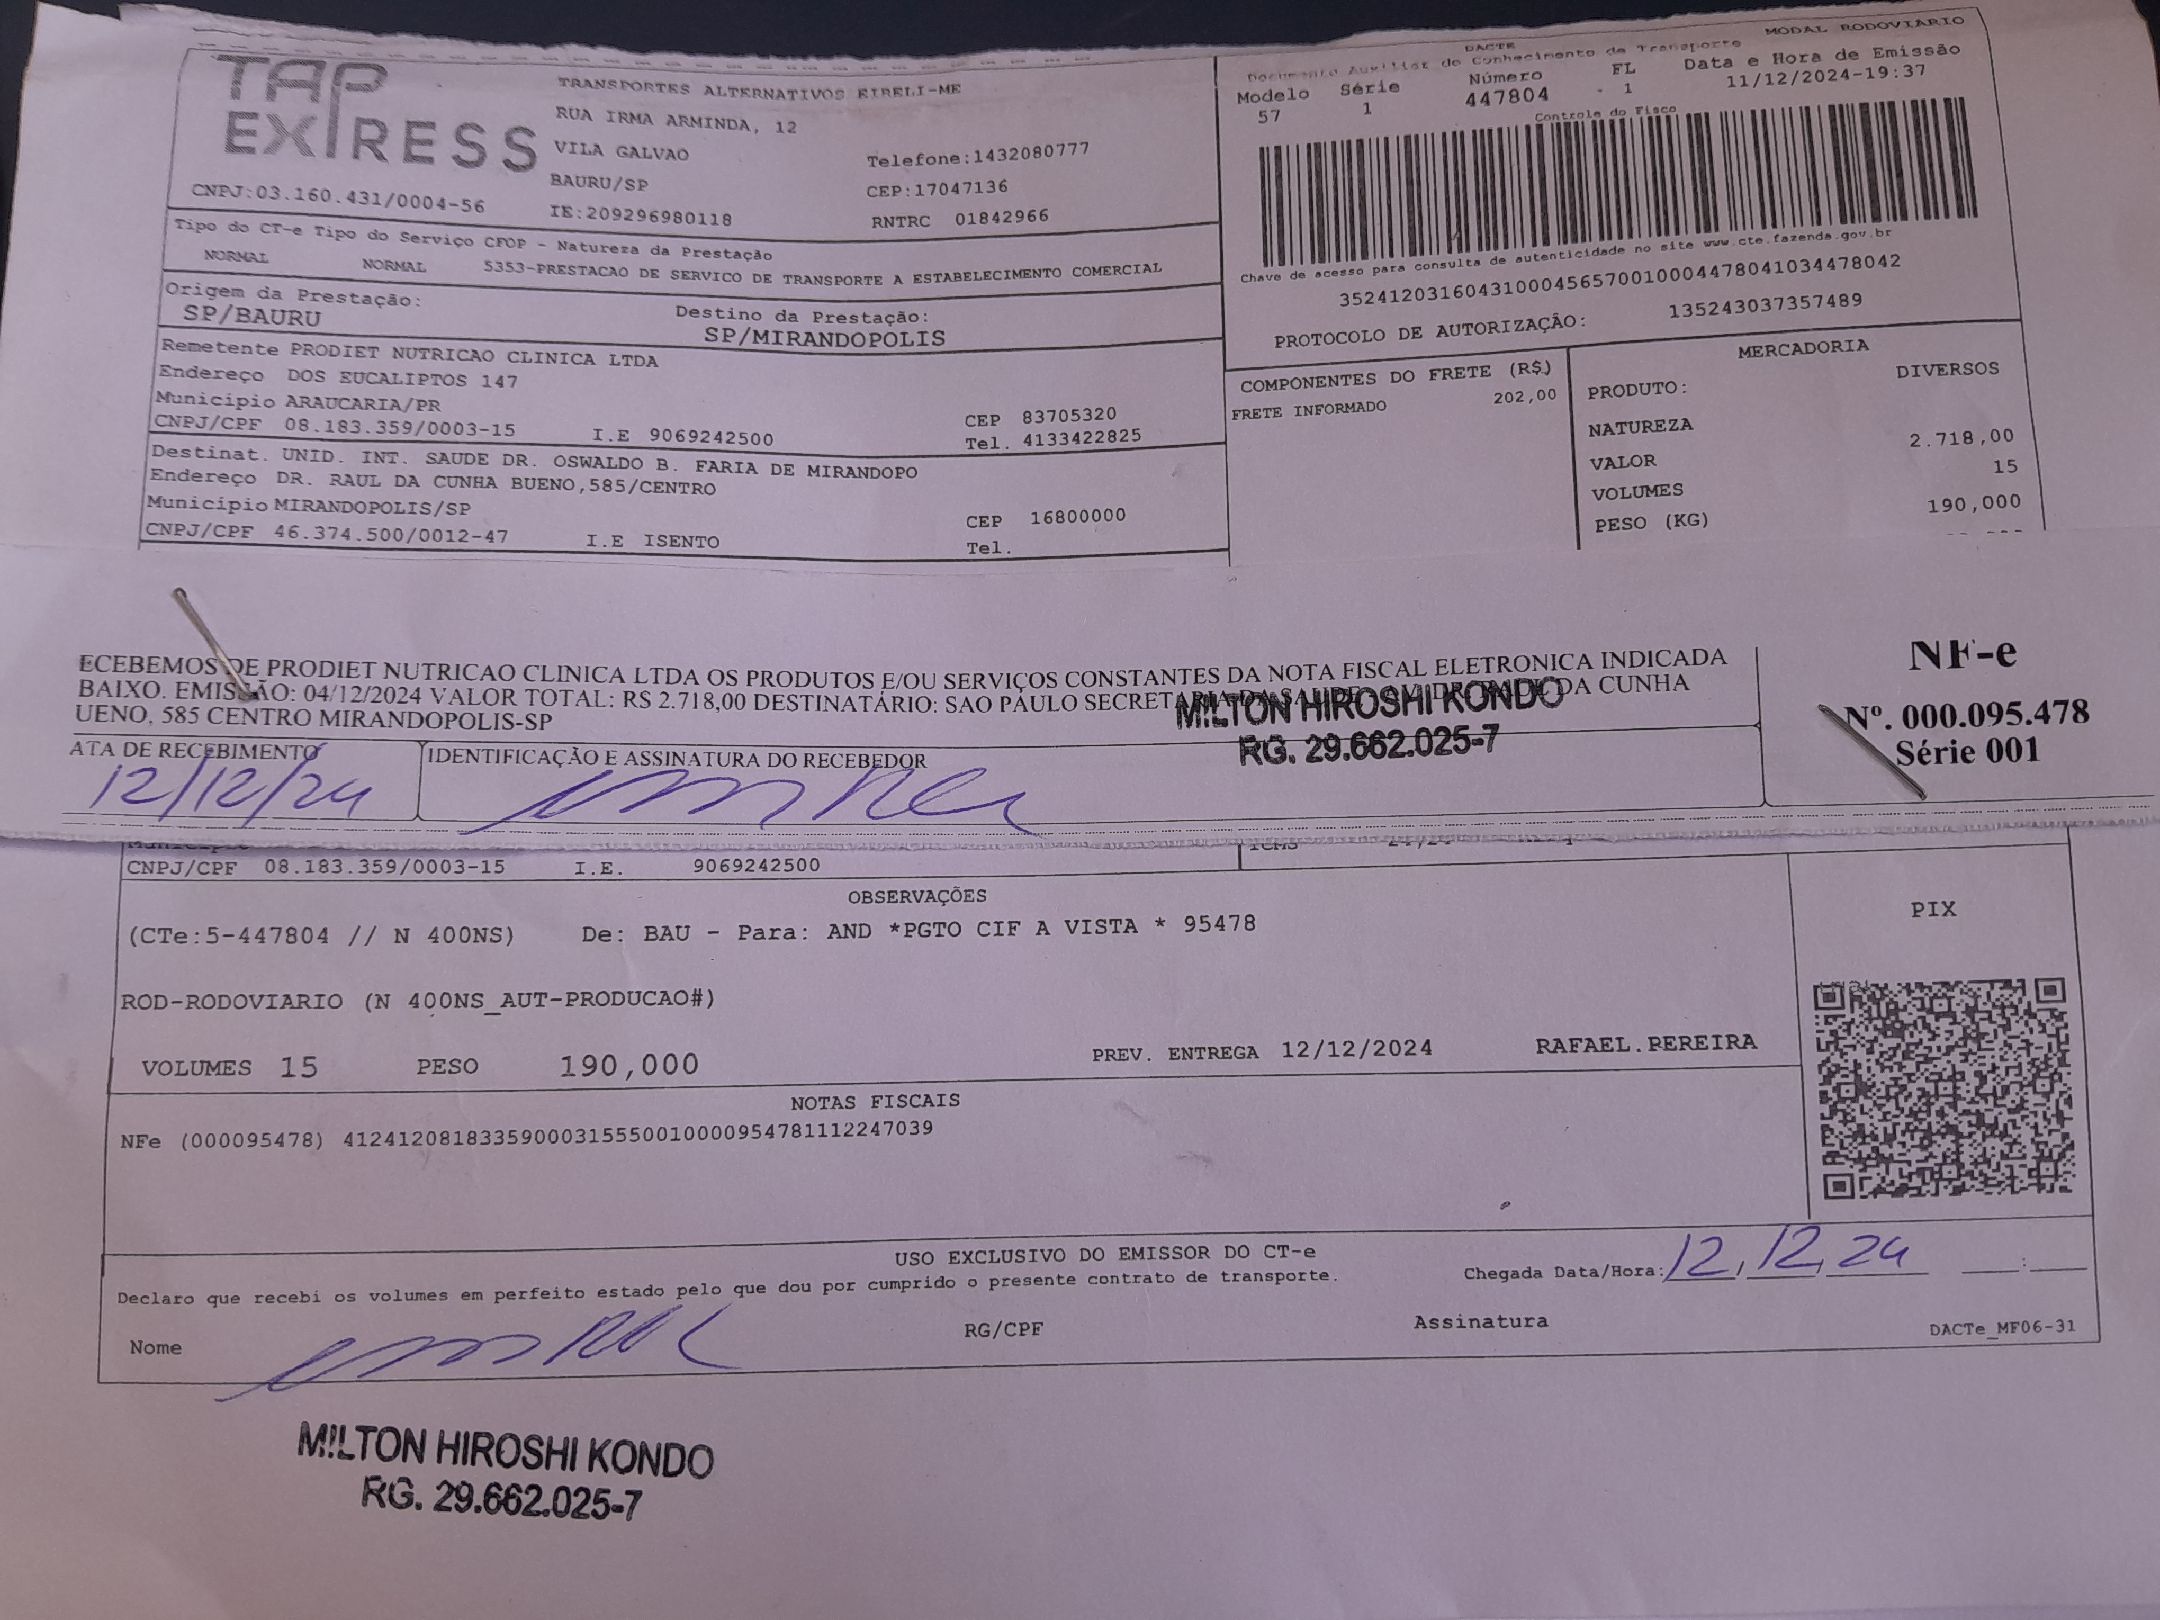 MODAL RODOVIARIO
DACTE
Documento Auxiliar do Conhecimento de Transporte
TAP EXPRESS
TRANSPORTES ALTERNATIVOS EIRELI-ME
RUA IRMA ARMINDA, 12
VILA GALVAO
Telefone:1432080777
BAURU/SP
CEP:17047136
CNPJ:03.160.431/0004-56
IE:209296980118
RNTRC 01842966
Modelo Série Número FL Data e Hora de Emissão
57 1 447804 1 11/12/2024-19:37
Controle do Fisco
Chave de acesso para consulta de autenticidade no site www.cte.fazenda.gov.br
35241203160431000456570010004478041034478042
PROTOCOLO DE AUTORIZAÇÃO: 135243037357489
Tipo do CT-e Tipo do Serviço CFOP - Natureza da Prestação
NORMAL NORMAL 5353-PRESTACAO DE SERVICO DE TRANSPORTE A ESTABELECIMENTO COMERCIAL
Origem da Prestação: Destino da Prestação:
SP/BAURU SP/MIRANDOPOLIS
Remetente PRODIET NUTRICAO CLINICA LTDA
Endereço DOS EUCALIPTOS 147
Município ARAUCARIA/PR CEP 83705320
CNPJ/CPF 08.183.359/0003-15 I.E 9069242500 Tel. 4133422825
Destinat. UNID. INT. SAUDE DR. OSWALDO B. FARIA DE MIRANDOPO
Endereço DR. RAUL DA CUNHA BUENO,585/CENTRO
Município MIRANDOPOLIS/SP CEP 16800000
CNPJ/CPF 46.374.500/0012-47 I.E ISENTO Tel.
COMPONENTES DO FRETE (R$)
FRETE INFORMADO 202,00
MERCADORIA
PRODUTO: DIVERSOS
NATUREZA
VALOR 2.718,00
VOLUMES 15
PESO (KG) 190,000
ECEBEMOS DE PRODIET NUTRICAO CLINICA LTDA OS PRODUTOS E/OU SERVIÇOS CONSTANTES DA NOTA FISCAL ELETRONICA INDICADA
BAIXO. EMISSÃO: 04/12/2024 VALOR TOTAL: R$ 2.718,00 DESTINATÁRIO: SAO PAULO SECRETARIA DA SAUDE - AV. DR. RAUL DA CUNHA
UENO, 585 CENTRO MIRANDOPOLIS-SP
NF-e
Nº. 000.095.478
Série 001
MILTON HIROSHI KONDO
RG. 29.662.025-7
ATA DE RECEBIMENTO
12/12/24
IDENTIFICAÇÃO E ASSINATURA DO RECEBEDOR
CNPJ/CPF 08.183.359/0003-15 I.E. 9069242500
ICMS
OBSERVAÇÕES
(CTe:5-447804 // N 400NS) De: BAU - Para: AND *PGTO CIF A VISTA * 95478
ROD-RODOVIARIO (N 400NS_AUT-PRODUCAO#)
VOLUMES 15 PESO 190,000 PREV. ENTREGA 12/12/2024 RAFAEL.PEREIRA
PIX
NOTAS FISCAIS
NFe (000095478) 41241208183359000315550010000954781112247039
USO EXCLUSIVO DO EMISSOR DO CT-e
Declaro que recebi os volumes em perfeito estado pelo que dou por cumprido o presente contrato de transporte.
Chegada Data/Hora: 12, 12, 24 :
Nome RG/CPF Assinatura
DACTe_MF06-31
MILTON HIROSHI KONDO
RG. 29.662.025-7